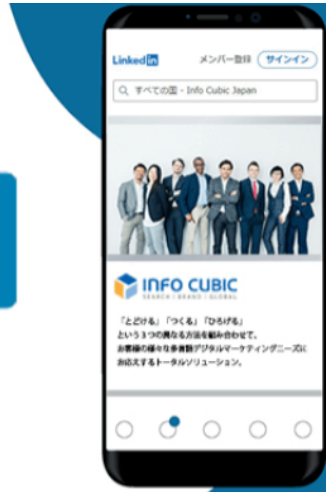 Linked in
メンバー登録 サインイン
すべての国 - Info Cubic Japan
INFO CUBIC
SEARCH | BRAND | GLOBAL
「とどける」「つくる」「ひろげる」
という3つの異なる方法を組み合わせて、
お客様の様々な多言語デジタルマーケティングニーズに
お応えするトータルソリューション。